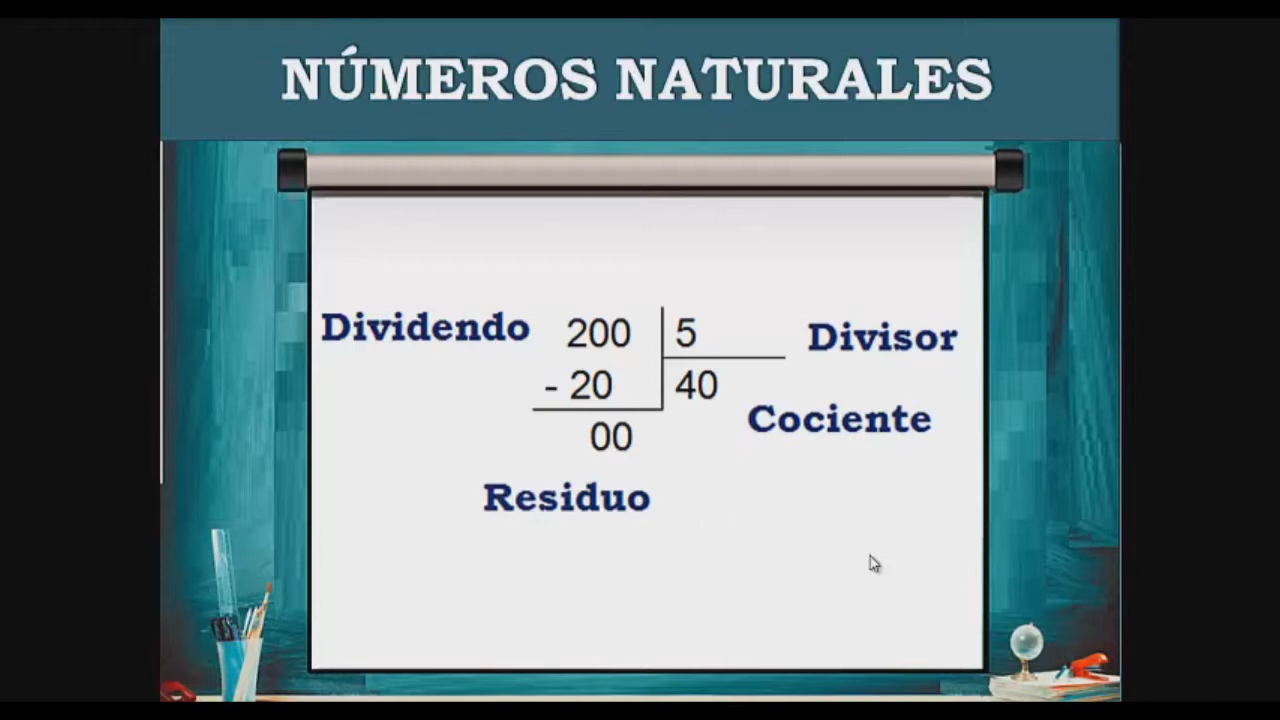 NÚMEROS NATURALES
Dividendo 200 5 Divisor
- 20 40
Cociente
00
Residuo